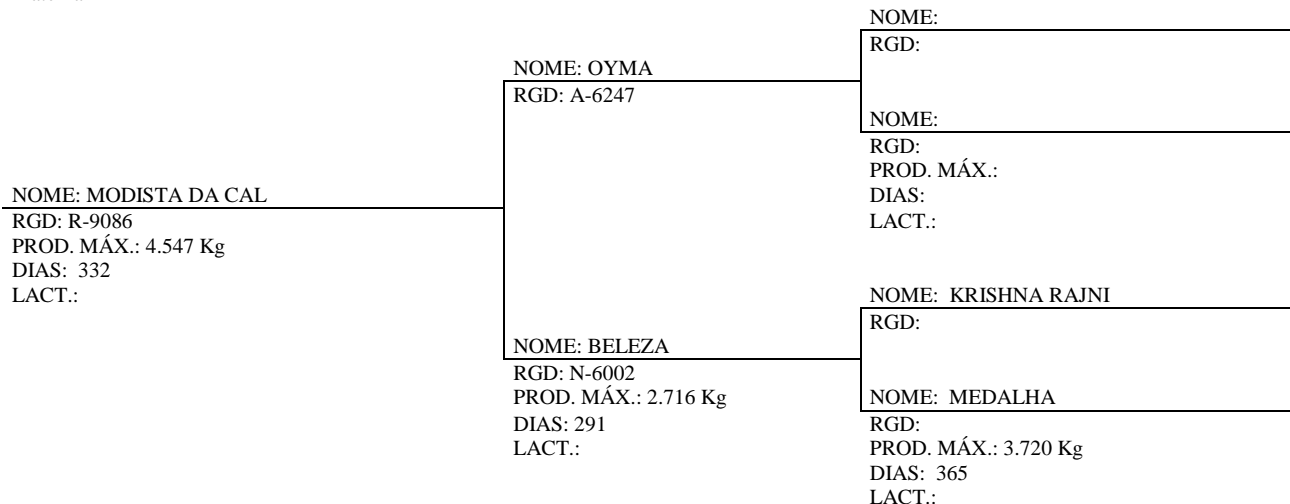 NOME: MODISTA DA CAL
RGD: R-9086
PROD. MÁX.: 4.547 Kg
DIAS: 332
LACT.:
NOME: OYMA
RGD: A-6247
NOME: BELEZA
RGD: N-6002
PROD. MÁX.: 2.716 Kg
DIAS: 291
LACT.:
NOME:
RGD:
NOME:
RGD:
PROD. MÁX.:
DIAS:
LACT.:
NOME: KRISHNA RAJNI
RGD:
NOME: MEDALHA
RGD:
PROD. MÁX.: 3.720 Kg
DIAS: 365
LACT.: